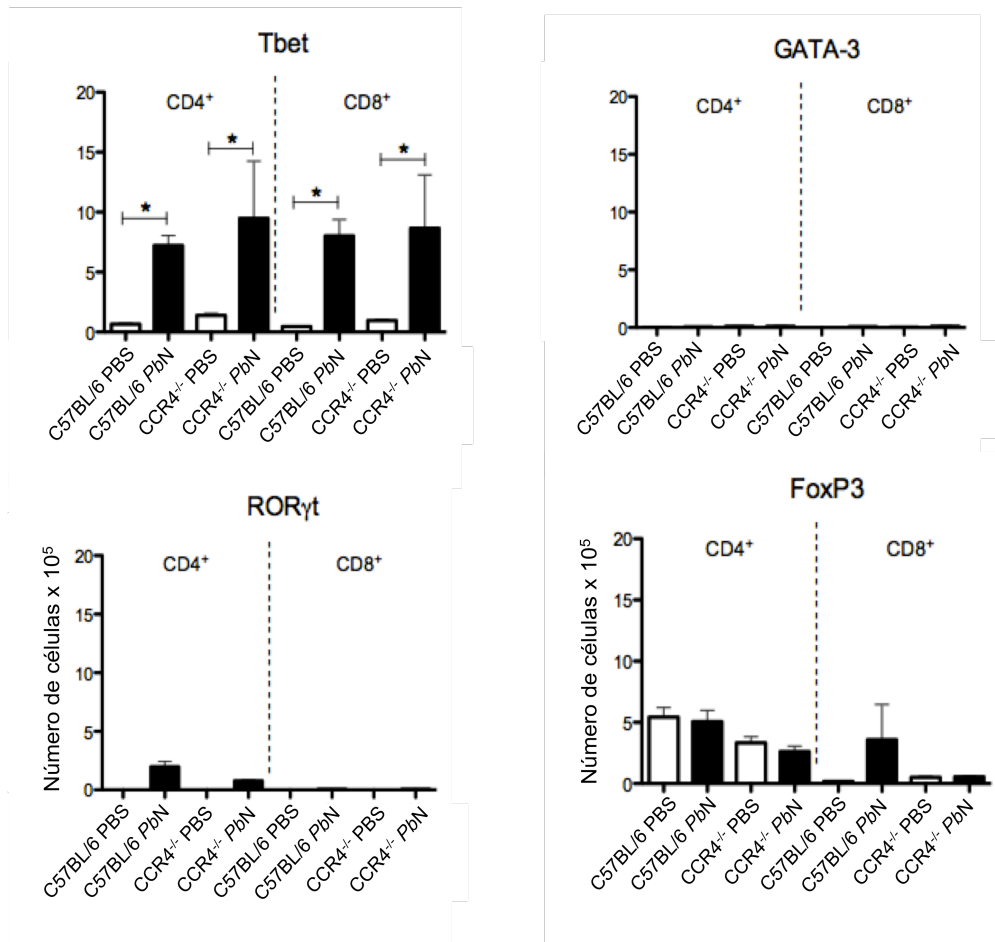 Tbet
20
15
10
5
0
CD4⁺
CD8⁺
*
*
*
*
C57BL/6 PBS
C57BL/6 PbN
CCR4⁻/⁻ PBS
CCR4⁻/⁻ PbN
C57BL/6 PBS
C57BL/6 PbN
CCR4⁻/⁻ PBS
CCR4⁻/⁻ PbN
GATA-3
20
15
10
5
0
CD4⁺
CD8⁺
C57BL/6 PBS
C57BL/6 PbN
CCR4⁻/⁻ PBS
CCR4⁻/⁻ PbN
C57BL/6 PBS
C57BL/6 PbN
CCR4⁻/⁻ PBS
CCR4⁻/⁻ PbN
RORγt
Número de células x 10⁵
20
15
10
5
0
CD4⁺
CD8⁺
C57BL/6 PBS
C57BL/6 PbN
CCR4⁻/⁻ PBS
CCR4⁻/⁻ PbN
C57BL/6 PBS
C57BL/6 PbN
CCR4⁻/⁻ PBS
CCR4⁻/⁻ PbN
FoxP3
Número de células x 10⁵
20
15
10
5
0
CD4⁺
CD8⁺
C57BL/6 PBS
C57BL/6 PbN
CCR4⁻/⁻ PBS
CCR4⁻/⁻ PbN
C57BL/6 PBS
C57BL/6 PbN
CCR4⁻/⁻ PBS
CCR4⁻/⁻ PbN